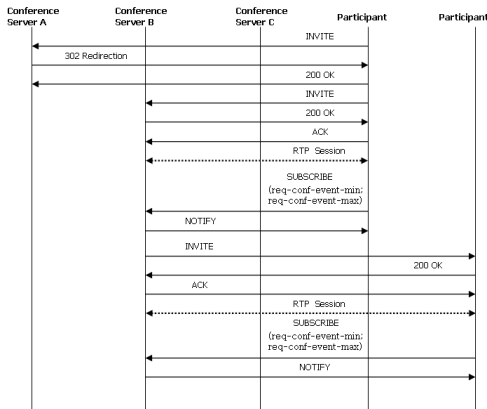 Conference
Server A
Conference
Server B
Conference
Server C
Participant
Participant
INVITE
302 Redirection
200 OK
INVITE
200 OK
ACK
RTP Session
SUBSCRIBE
(req-conf-event-min;
req-conf-event-max)
NOTIFY
INVITE
200 OK
ACK
RTP Session
SUBSCRIBE
(req-conf-event-min;
req-conf-event-max)
NOTIFY